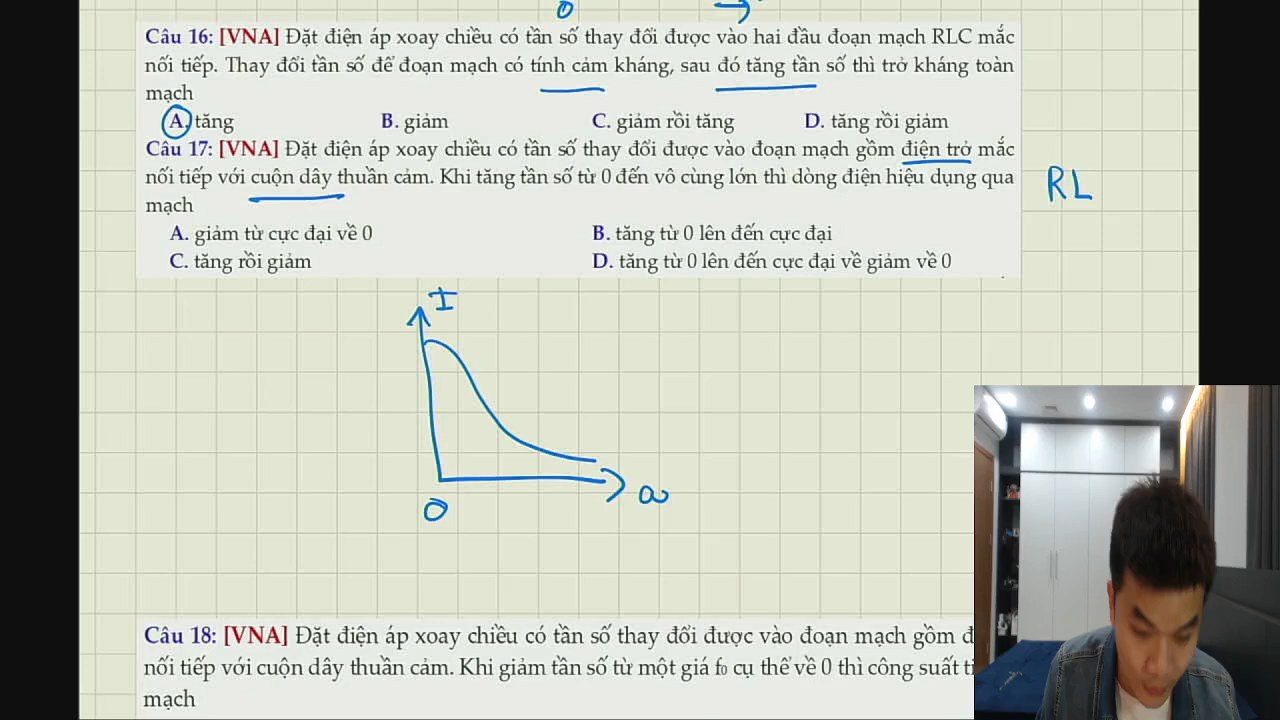 Câu 16: [VNA] Đặt điện áp xoay chiều có tần số thay đổi được vào hai đầu đoạn mạch RLC mắc
nối tiếp. Thay đổi tần số để đoạn mạch có tính cảm kháng, sau đó tăng tần số thì trở kháng toàn
mạch
A. tăng B. giảm C. giảm rồi tăng D. tăng rồi giảm
Câu 17: [VNA] Đặt điện áp xoay chiều có tần số thay đổi được vào đoạn mạch gồm điện trở mắc
nối tiếp với cuộn dây thuần cảm. Khi tăng tần số từ 0 đến vô cùng lớn thì dòng điện hiệu dụng qua
mạch
RL
A. giảm từ cực đại về 0 B. tăng từ 0 lên đến cực đại
C. tăng rồi giảm D. tăng từ 0 lên đến cực đại về giảm về 0
I
0
Câu 18: [VNA] Đặt điện áp xoay chiều có tần số thay đổi được vào đoạn mạch gồm
nối tiếp với cuộn dây thuần cảm. Khi giảm tần số từ một giá f₀ cụ thể về 0 thì công suất
mạch